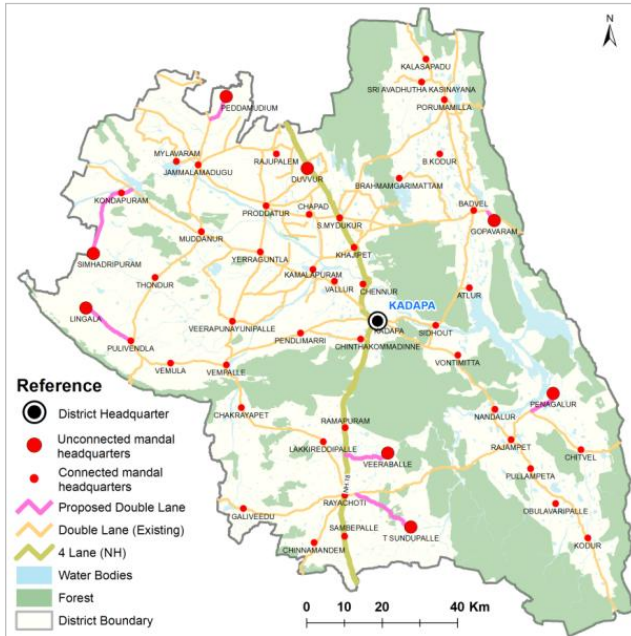 N
KALASAPADU
SRI AVADHUTHA KASINAYANA
PORUMAMILLA
PEDDAMUDIUM
MYLAVARAM
JAMMALAMADUGU
RAJUPALEM
DUVVUR
B.KODUR
BRAHMAMGARIMATTAM
KONDAPURAM
PRODDATUR
CHAPAD
S.MYDUKUR
BADVEL
GOPAVARAM
MUDDANUR
YERRAGUNTLA
KHAJIPET
SIMHADRIPURAM
THONDUR
KAMALAPURAM
VALLUR
CHENNUR
ATLUR
KADAPA
LINGALA
VEERAPUNAYUNIPALLE
KADAPA
SIDHOUT
PULIVENDLA
PENDLIMARRI
CHINTHAKOMMADINNE
VEMULA
VEMPALLE
VONTIMITTA
Reference
District Headquarter
Unconnected mandal
headquarters
Connected mandal
headquarters
Proposed Double Lane
Double Lane (Existing)
4 Lane (NH)
Water Bodies
Forest
District Boundary
CHAKRAYAPET
RAMAPURAM
NANDALUR
PENAGALUR
LAKKIREDDIPALLE
VEERABALLE
RAJAMPET
CHITVEL
PULLAMPETA
NH-18
RAYACHOTI
GALIVEEDU
T SUNDUPALLE
OBULAVARIPALLE
SAMBEPALLE
CHINNAMANDEM
KODUR
0 10 20 40 Km